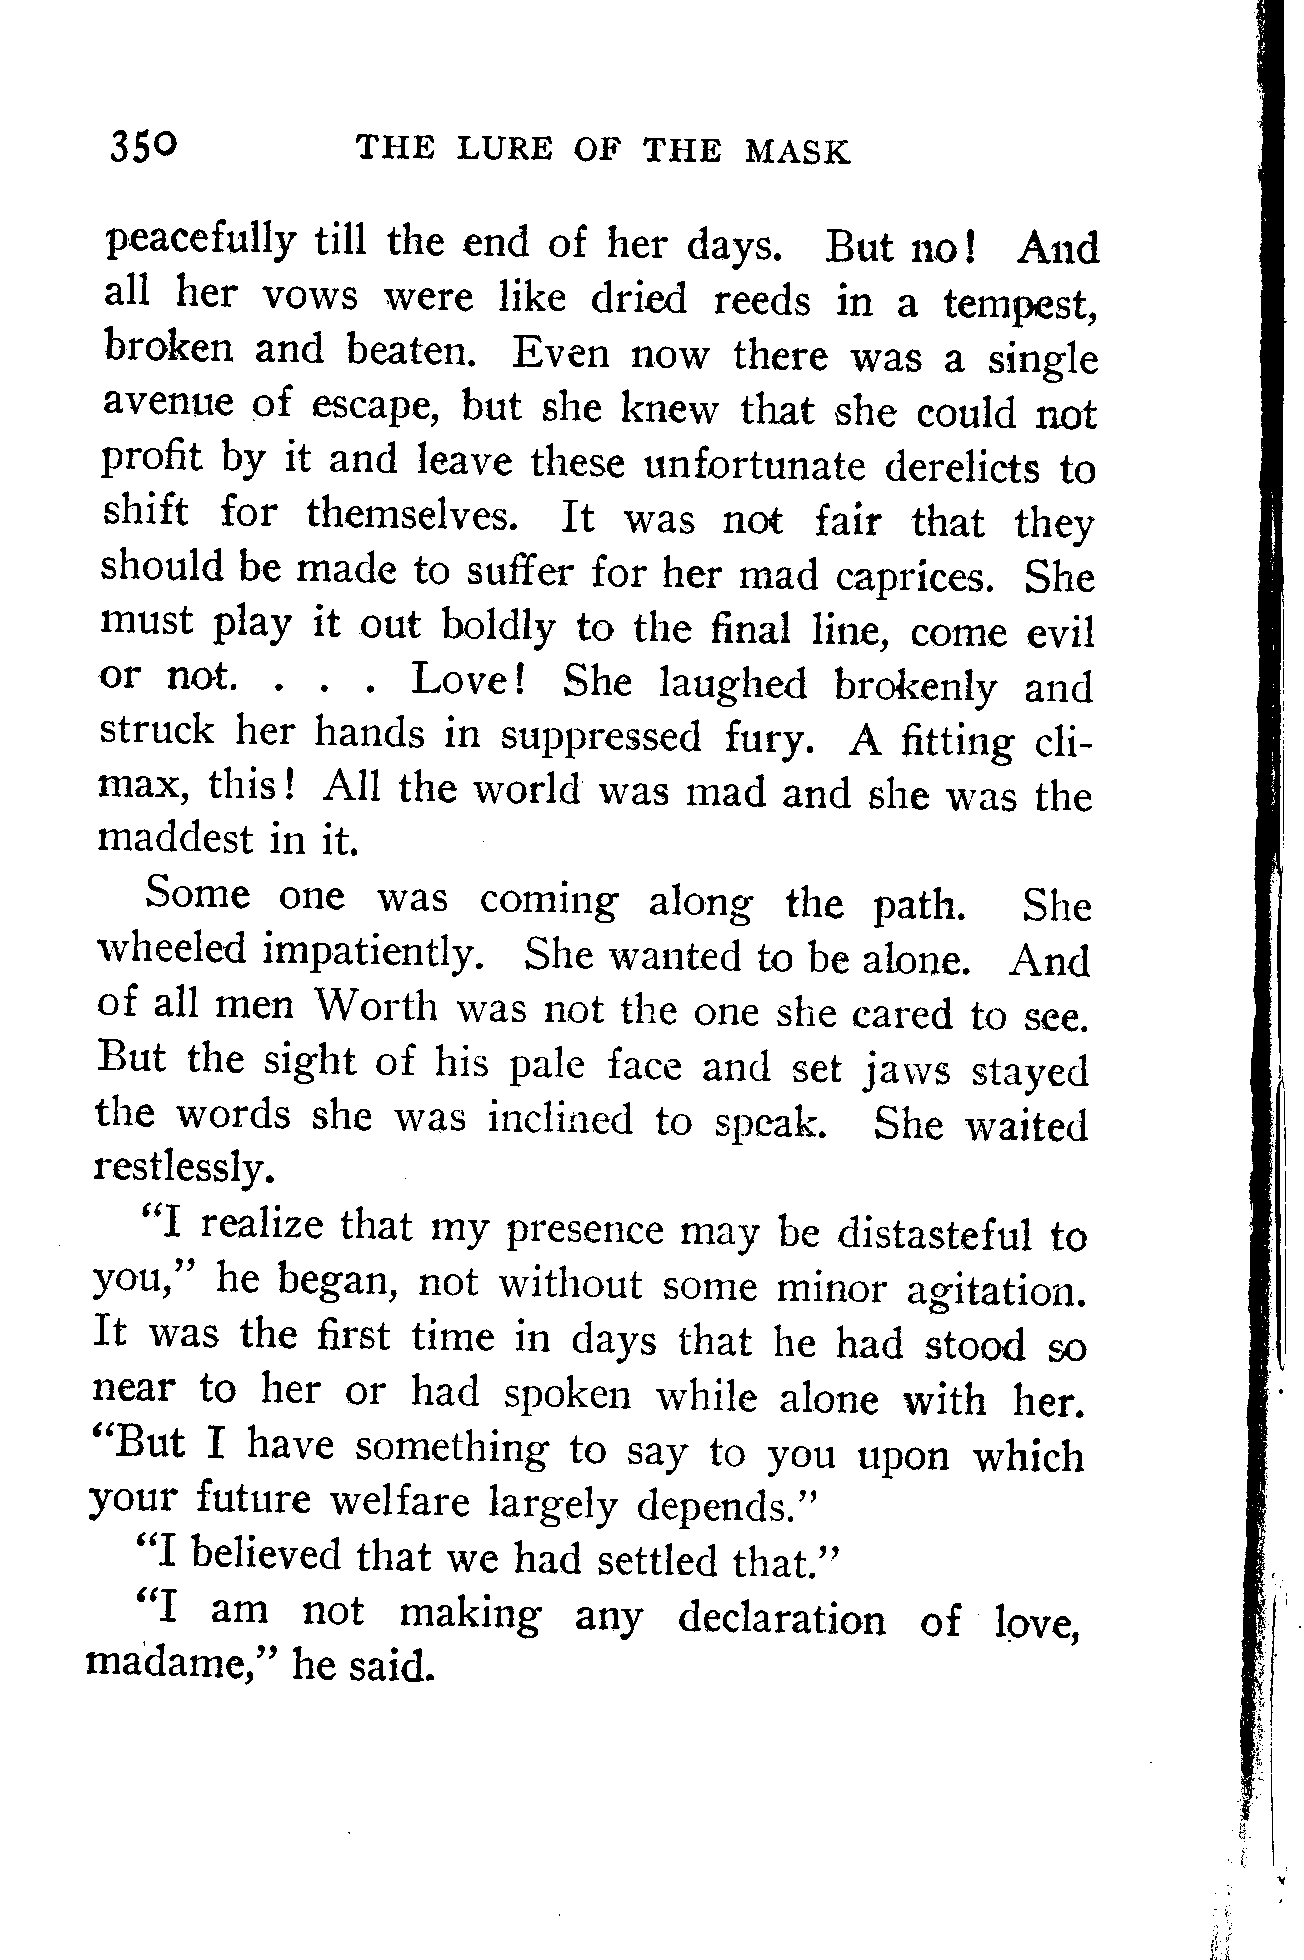 350 THE LURE OF THE MASK
peacefully till the end of her days. But no! And
all her vows were like dried reeds in a tempest,
broken and beaten. Even now there was a single
avenue of escape, but she knew that she could not
profit by it and leave these unfortunate derelicts to
shift for themselves. It was not fair that they
should be made to suffer for her mad caprices. She
must play it out boldly to the final line, come evil
or not. . . . Love! She laughed brokenly and
struck her hands in suppressed fury. A fitting cli-
max, this! All the world was mad and she was the
maddest in it.
Some one was coming along the path. She
wheeled impatiently. She wanted to be alone. And
of all men Worth was not the one she cared to see.
But the sight of his pale face and set jaws stayed
the words she was inclined to speak. She waited
restlessly.
“I realize that my presence may be distasteful to
you,” he began, not without some minor agitation.
It was the first time in days that he had stood so
near to her or had spoken while alone with her.
“But I have something to say to you upon which
your future welfare largely depends.”
“I believed that we had settled that.”
“I am not making any declaration of love,
madame,” he said.